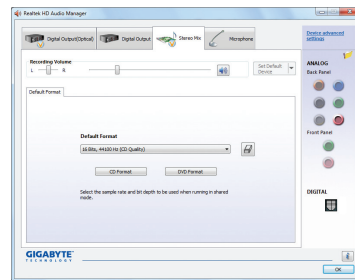 Realtek HD Audio Manager
Digital Output(Optical)
Digital Output
Stereo Mix
Microphone
Device advanced
settings
Recording Volume
L
R
Set Default
Device
ANALOG
Back Panel
Default Format
Default Format
16 Bits, 44100 Hz (CD Quality)
CD Format
DVD Format
Select the sample rate and bit depth to be used when running in shared
mode.
Front Panel
DIGITAL
GIGABYTE™
TECHNOLOGY
i
OK